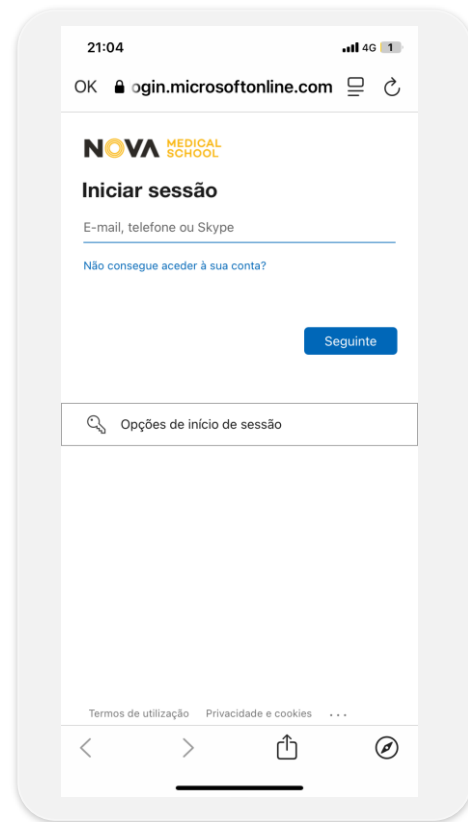 21:04
4G 1
OK ogin.microsoftonline.com
NOVA MEDICAL
SCHOOL
Iniciar sessão
E-mail, telefone ou Skype
Não consegue aceder à sua conta?
Seguinte
Opções de início de sessão
Termos de utilização Privacidade e cookies ...